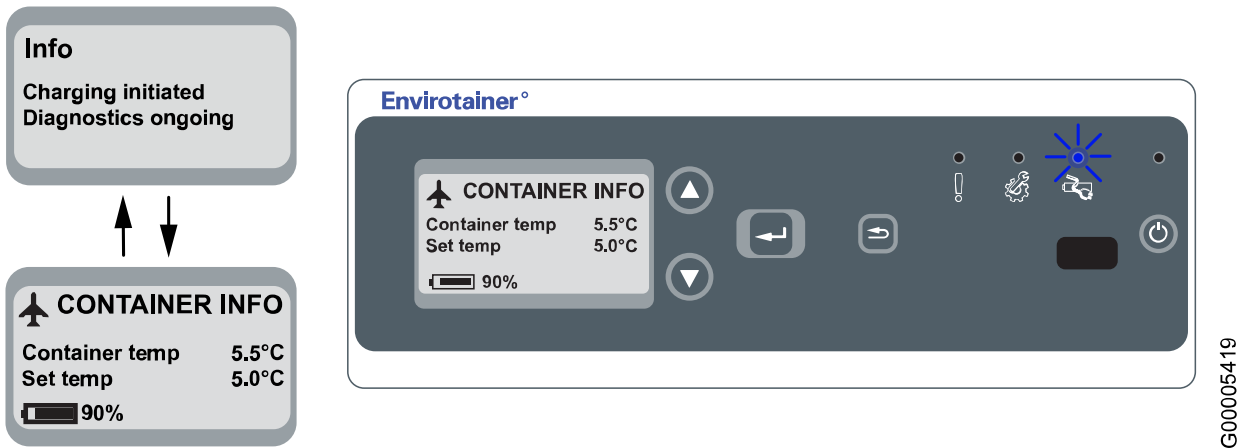 Info
Charging initiated
Diagnostics ongoing
CONTAINER INFO
Container temp 5.5°C
Set temp 5.0°C
90%
Envirotainer°
CONTAINER INFO
Container temp 5.5°C
Set temp 5.0°C
90%
!
G00005419